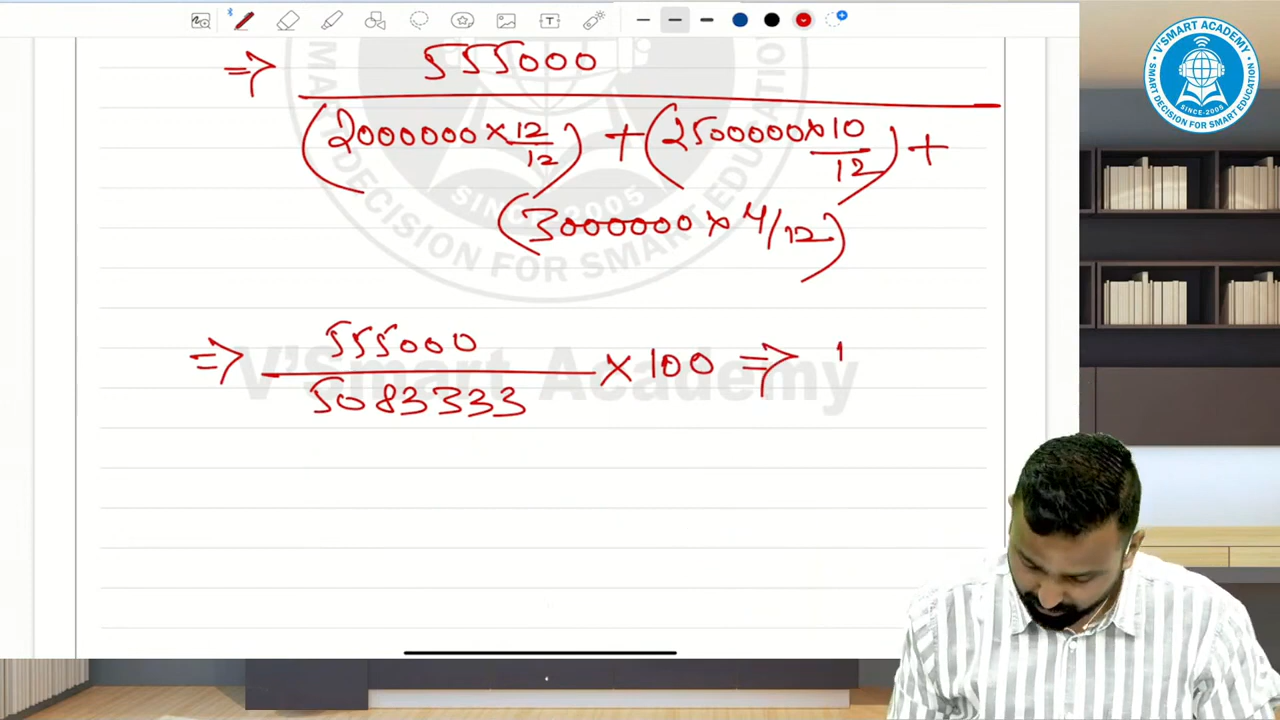 V'SMART ACADEMY
SMART DECISION FOR SMART EDUCATION
SINCE-2005
=> 555000
(2000000 × 12/12) + (2500000 × 10/12) +
(3000000 × 4/12)
=> 555000/5083333 × 100 => 1
V'Smart Academy